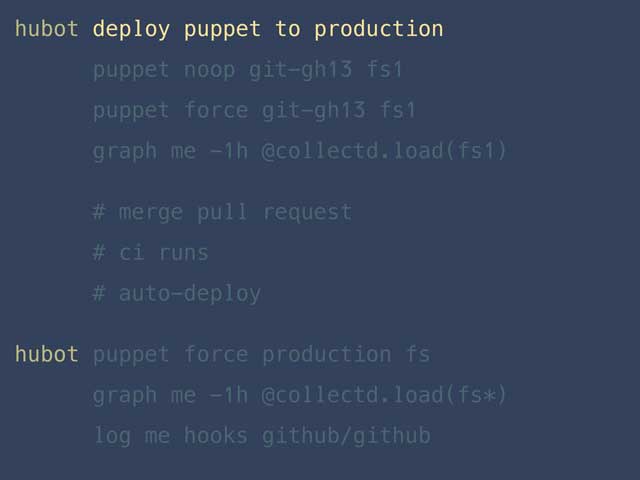 hubot deploy puppet to production
puppet noop git-gh13 fs1
puppet force git-gh13 fs1
graph me -1h @collectd.load(fs1)
# merge pull request
# ci runs
# auto-deploy
hubot puppet force production fs
graph me -1h @collectd.load(fs*)
log me hooks github/github